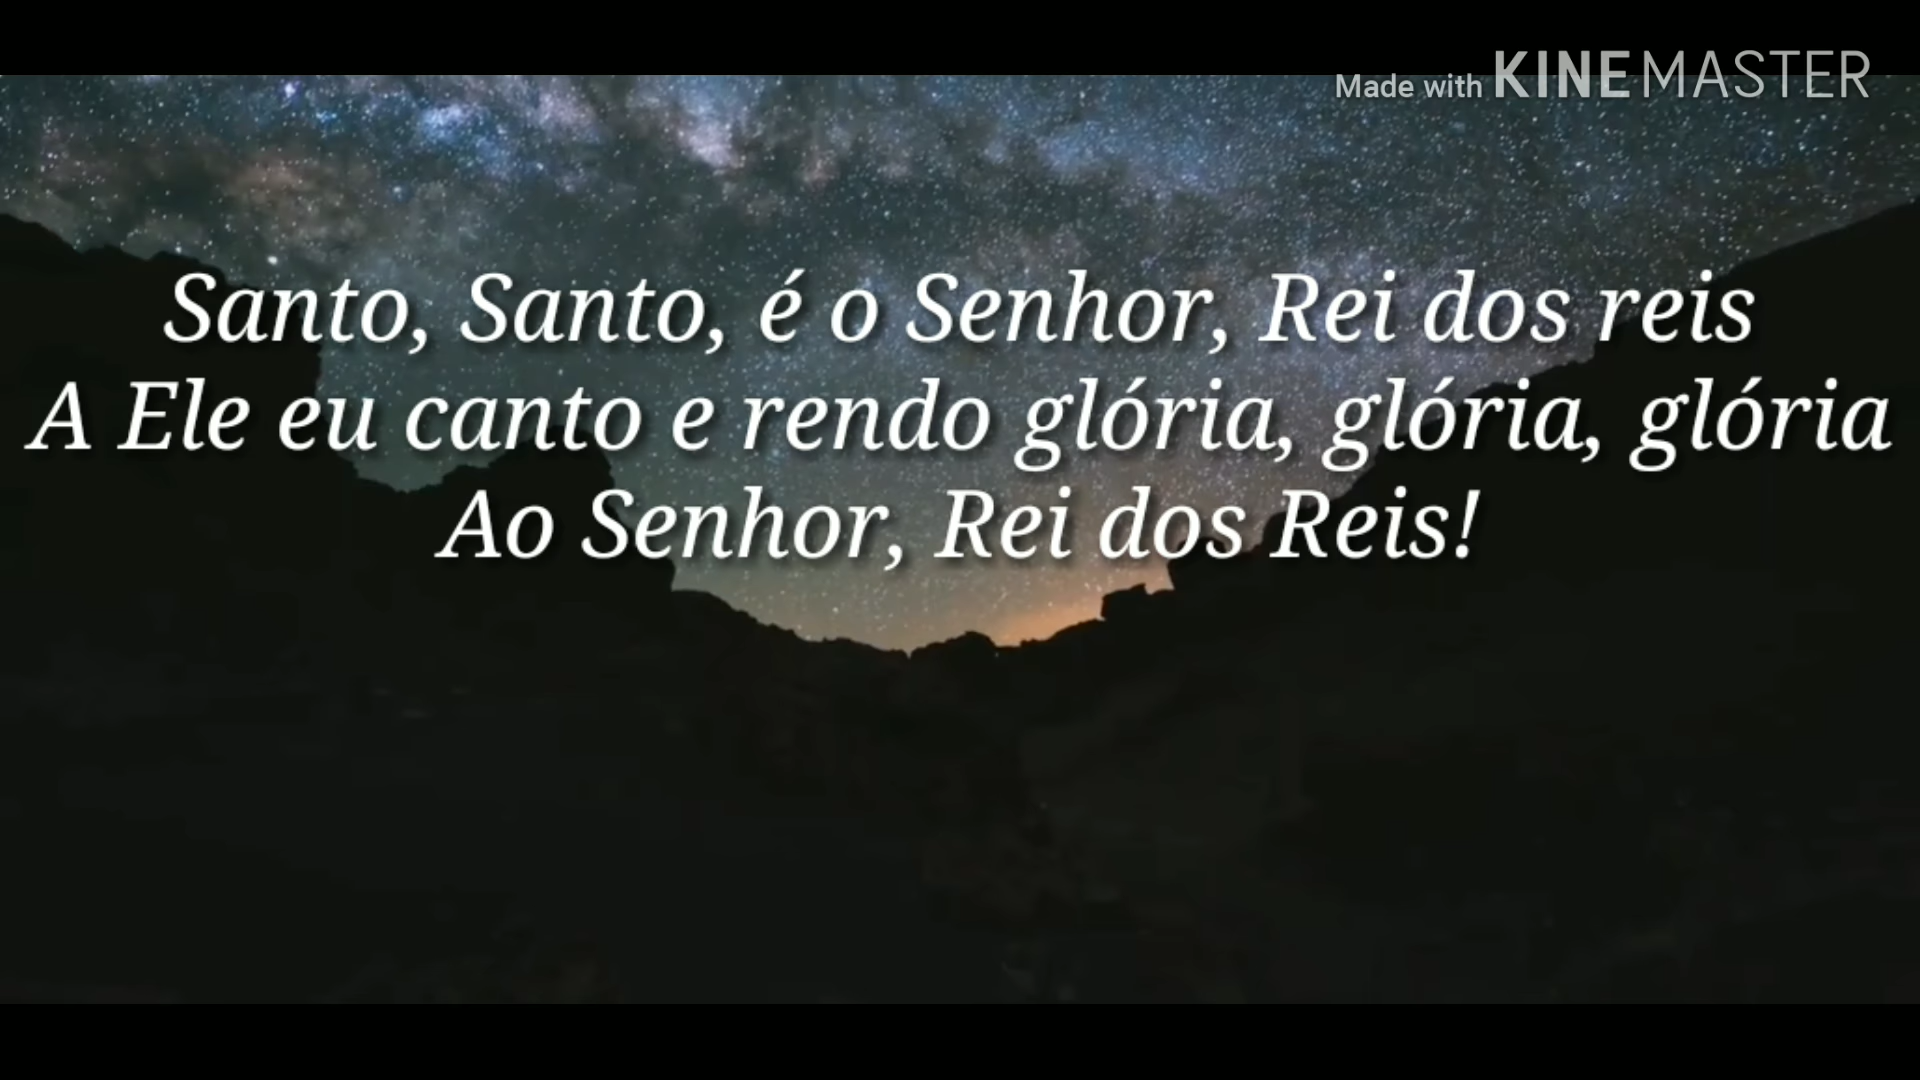 Made with KINEMASTER
Santo, Santo, é o Senhor, Rei dos reis
A Ele eu canto e rendo glória, glória, glória
Ao Senhor, Rei dos Reis!